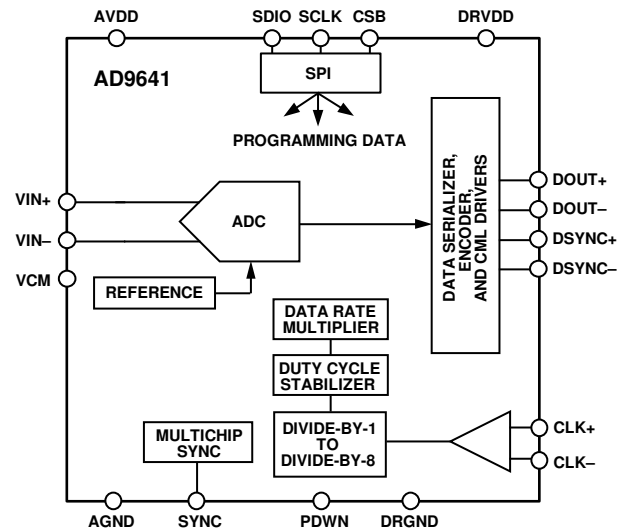 AVDD
SDIO SCLK CSB
DRVDD
AD9641
SPI
PROGRAMMING DATA
VIN+
VIN–
VCM
ADC
REFERENCE
DATA SERIALIZER,
ENCODER,
AND CML DRIVERS
DOUT+
DOUT–
DSYNC+
DSYNC–
DATA RATE
MULTIPLIER
DUTY CYCLE
STABILIZER
DIVIDE-BY-1
TO
DIVIDE-BY-8
MULTICHIP
SYNC
CLK+
CLK–
AGND
SYNC
PDWN
DRGND